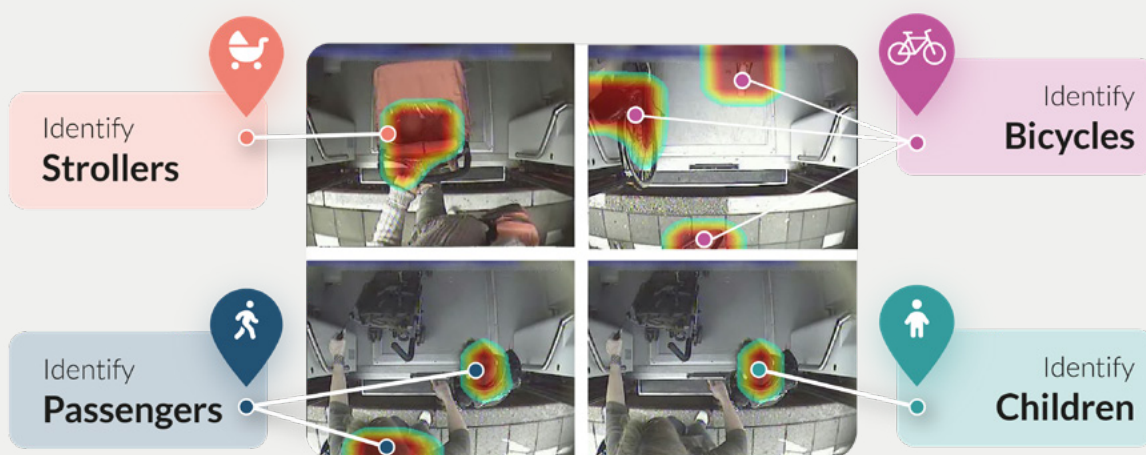 Identify
Strollers
Identify
Bicycles
Identify
Passengers
Identify
Children